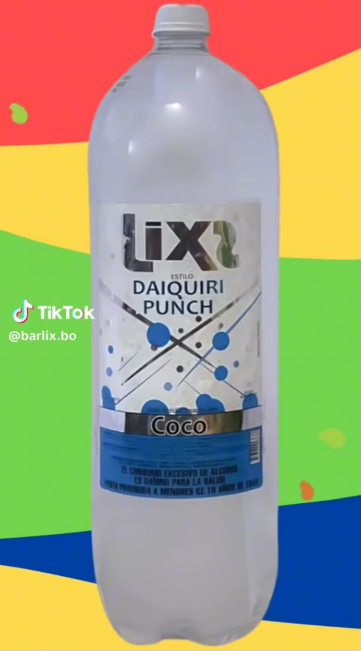 LiX
ESTILO
DAIQUIRI
PUNCH
TikTok
@barlix.bo
Coco
EL CONSUMO EXCESIVO DE ALCOHOL
ES DAÑINO PARA LA SALUD
VENTA PROHIBIDA A MENORES DE 18 AÑOS DE EDAD